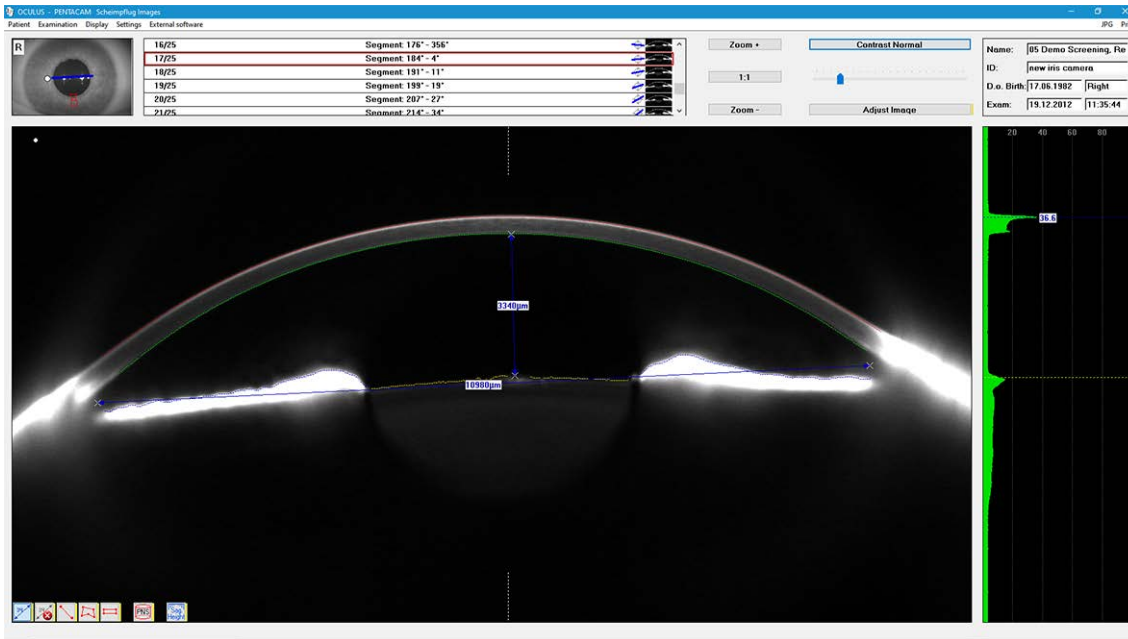 OCULUS - PENTACAM Scheimpflug Images
Patient Examination Display Settings External software JPG Pri
R
16/25 Segment: 176° - 356°
17/25 Segment: 184° - 4°
18/25 Segment: 191° - 11°
19/25 Segment: 199° - 19°
20/25 Segment: 207° - 27°
21/25 Segment: 214° - 34°
Zoom +
1:1
Zoom -
Contrast Normal
Adjust Image
Name: 05 Demo Screening, Re
ID: new iris camera
D.o. Birth: 17.06.1982 Right
Exam: 19.12.2012 11:35:44
20 40 60 80
36.6
3340µm
10980µm
PNS
Sag
Height